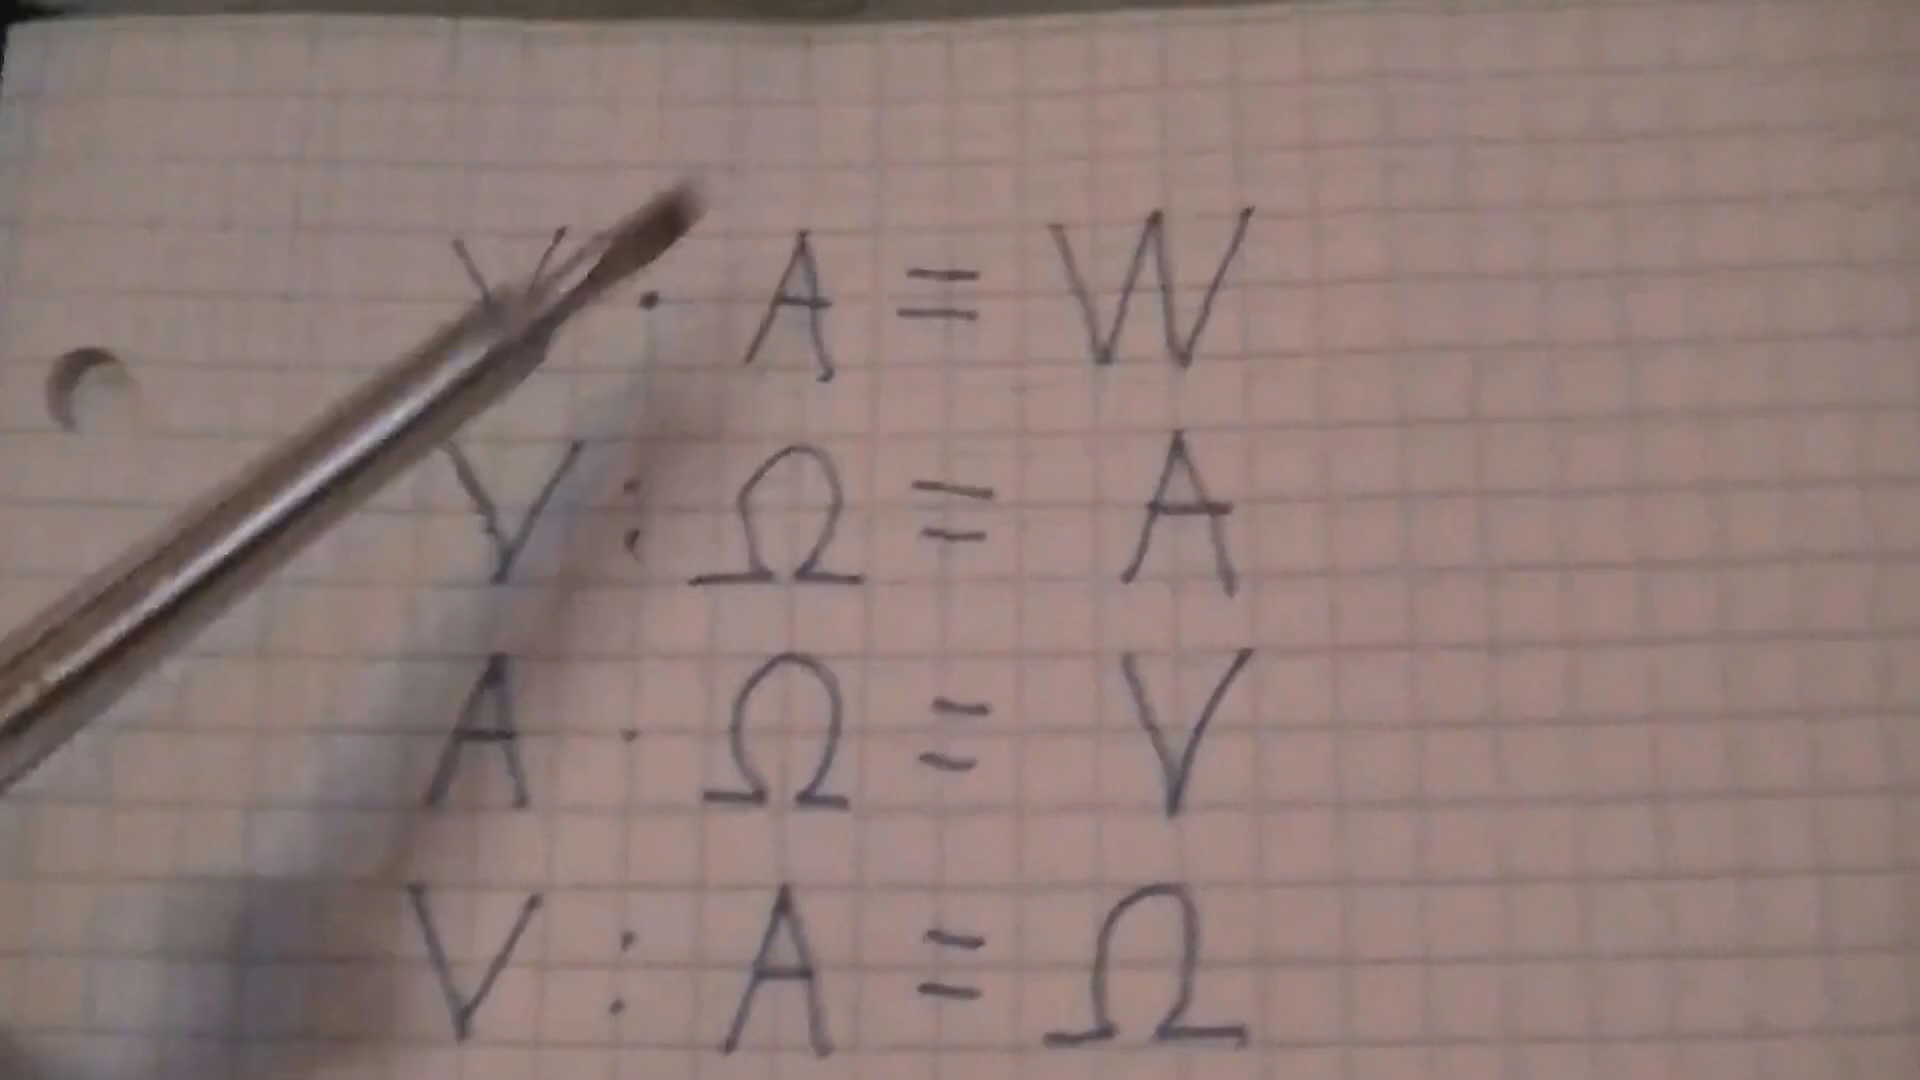 V · A = W
V : Ω = A
A · Ω = V
V : A = Ω